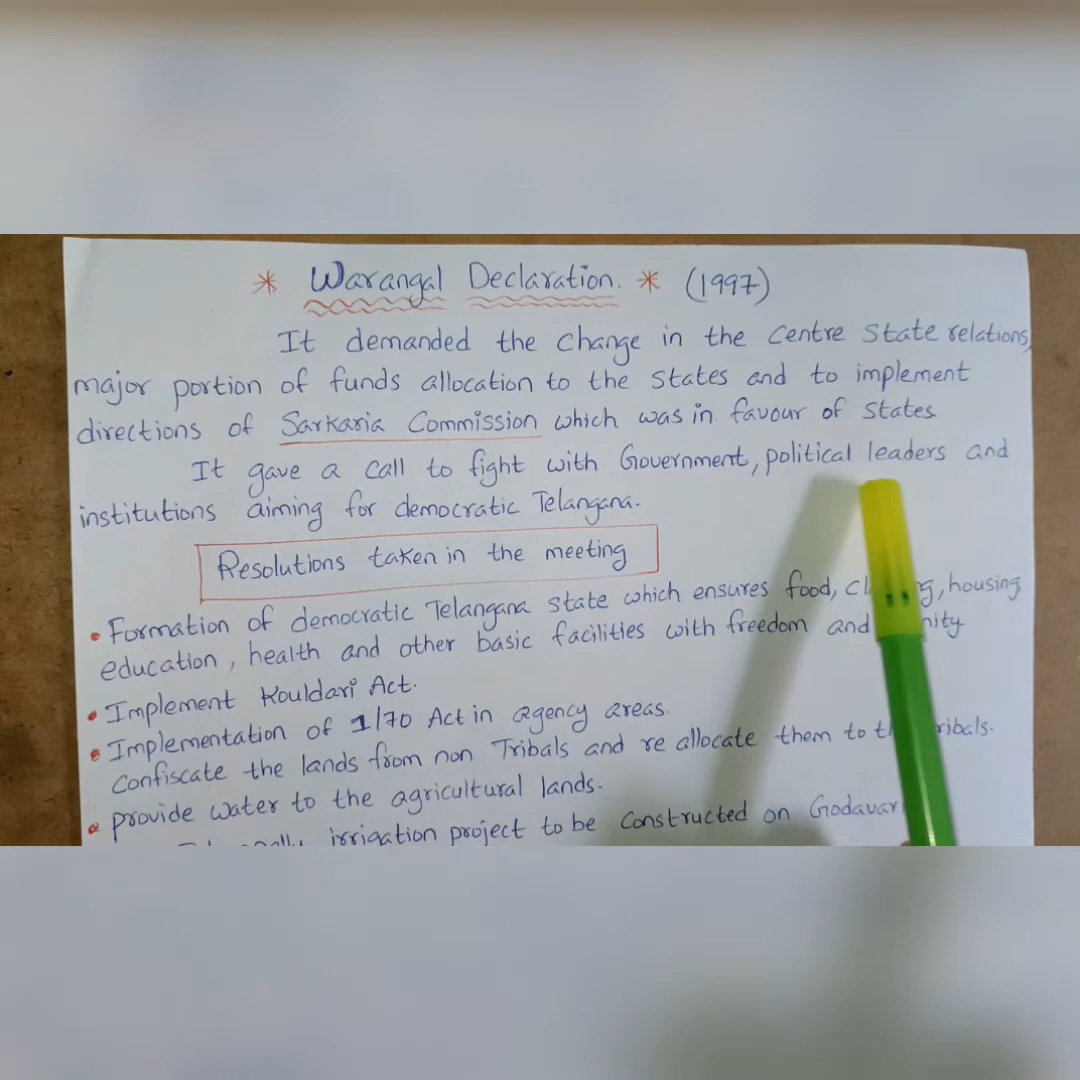 * Warangal Declaration. * (1997)
It demanded the change in the Centre State relations,
major portion of funds allocation to the States and to implement
directions of Sarkaria Commission which was in favour of States
It gave a call to fight with Government, political leaders and
institutions aiming for democratic Telangana.
Resolutions taken in the meeting
• Formation of democratic Telangana state which ensures food, housing
education, health and other basic facilities with freedom and
• Implement Kouldari Act.
• Implementation of 1/70 Act in agency areas.
Confiscate the lands from non Tribals and re allocate them to
• provide water to the agricultural lands.
irrigation project to be constructed on